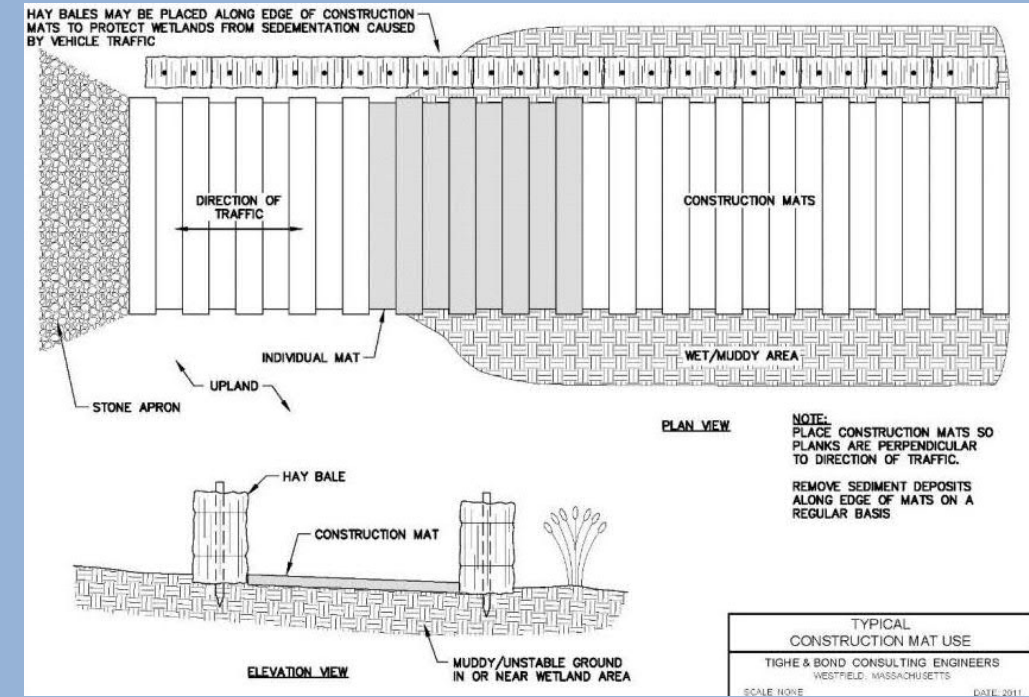 HAY BALES MAY BE PLACED ALONG EDGE OF CONSTRUCTION
MATS TO PROTECT WETLANDS FROM SEDEMENTATION CAUSED
BY VEHICLE TRAFFIC
DIRECTION OF
TRAFFIC
CONSTRUCTION MATS
INDIVIDUAL MAT
WET/MUDDY AREA
UPLAND
STONE APRON
PLAN VIEW
NOTE:
PLACE CONSTRUCTION MATS SO
PLANKS ARE PERPENDICULAR
TO DIRECTION OF TRAFFIC.
REMOVE SEDIMENT DEPOSITS
ALONG EDGE OF MATS ON A
REGULAR BASIS
HAY BALE
CONSTRUCTION MAT
MUDDY/UNSTABLE GROUND
IN OR NEAR WETLAND AREA
ELEVATION VIEW
TYPICAL
CONSTRUCTION MAT USE
TIGHE & BOND CONSULTING ENGINEERS
WESTFIELD, MASSACHUSETTS
SCALE NONE DATE: 2011